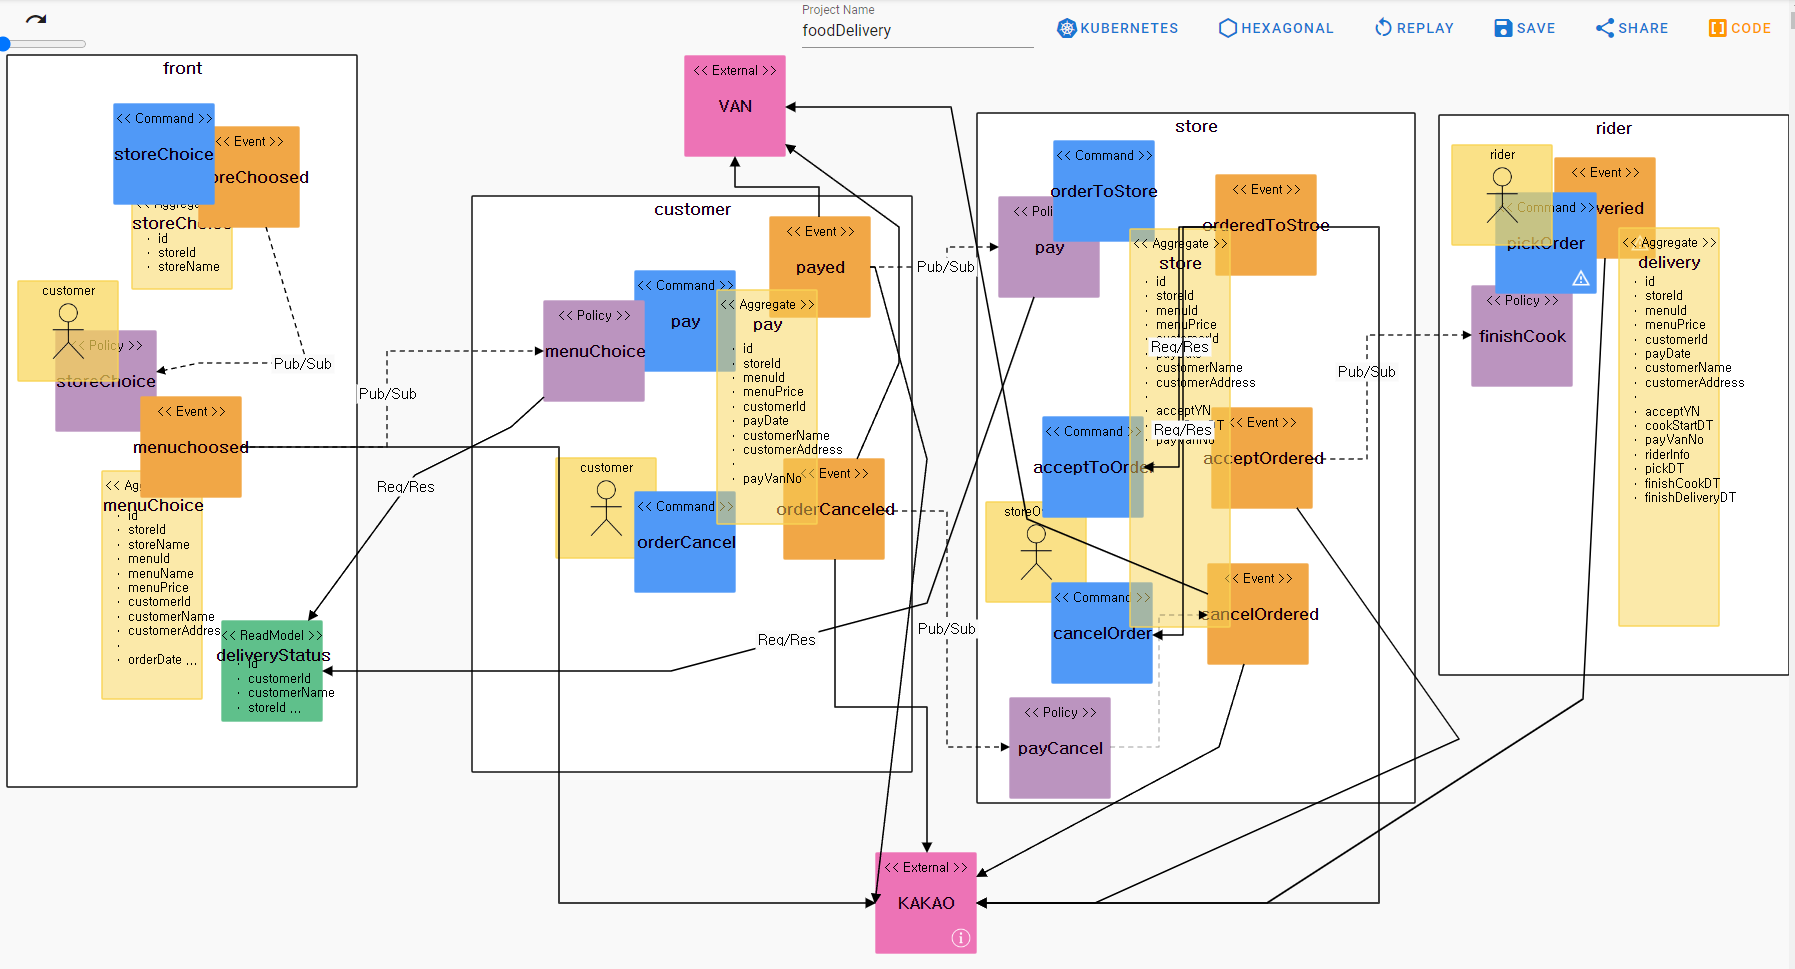 Project Name
foodDelivery
KUBERNETES
HEXAGONAL
REPLAY
SAVE
SHARE
CODE
front
<< Command >>
storeChoice
<< Event >>
oreChoosed
<< Aggrega
storeCho
· id
· storeId
· storeName
customer
<< Policy >>
storeChoice
Pub/Sub
<< Event >>
menuchoosed
<< Ag
menuChoice
· id
· storeId
· storeName
· menuId
· menuName
· menuPrice
· customerId
· customerName
· customerAddres
·
· orderDate ...
<< ReadModel >>
deliveryStatus
· id
· customerId
· customerName
· storeId ...
Pub/Sub
Req/Res
<< External >>
VAN
customer
<< Event >>
payed
<< Command >>
pay
<< Policy >>
menuChoice
<< Aggregate >>
pay
· id
· storeId
· menuId
· menuPrice
· customerId
· payDate
· customerName
· customerAddress
·
· payVanNo
customer
<< Command >>
orderCancel
<< Event >>
orderCanceled
Pub/Sub
Pub/Sub
Req/Res
<< External >>
KAKAO
store
<< Command >>
orderToStore
<< Poli
pay
<< Event >>
orderedToStroe
<< Aggregate >>
store
· id
· storeId
· menuId
· menuPrice
· customerId
· payDate
· customerName
· customerAddress
· acceptYN
· payVanNo
Req/Res
Req/Res
<< Command >>
acceptToOrde
<< Event >>
acceptOrdered
storeO
<< Command >>
cancelOrder
<< Event >>
cancelOrdered
<< Policy >>
payCancel
Pub/Sub
rider
rider
<< Event >>
veried
Command >>
pickOrder
<< Policy >>
finishCook
<< Aggregate >>
delivery
· id
· storeId
· menuId
· menuPrice
· customerId
· payDate
· customerName
· customerAddress
· acceptYN
· cookStartDT
· payVanNo
· riderInfo
· pickDT
· finishCookDT
· finishDeliveryDT